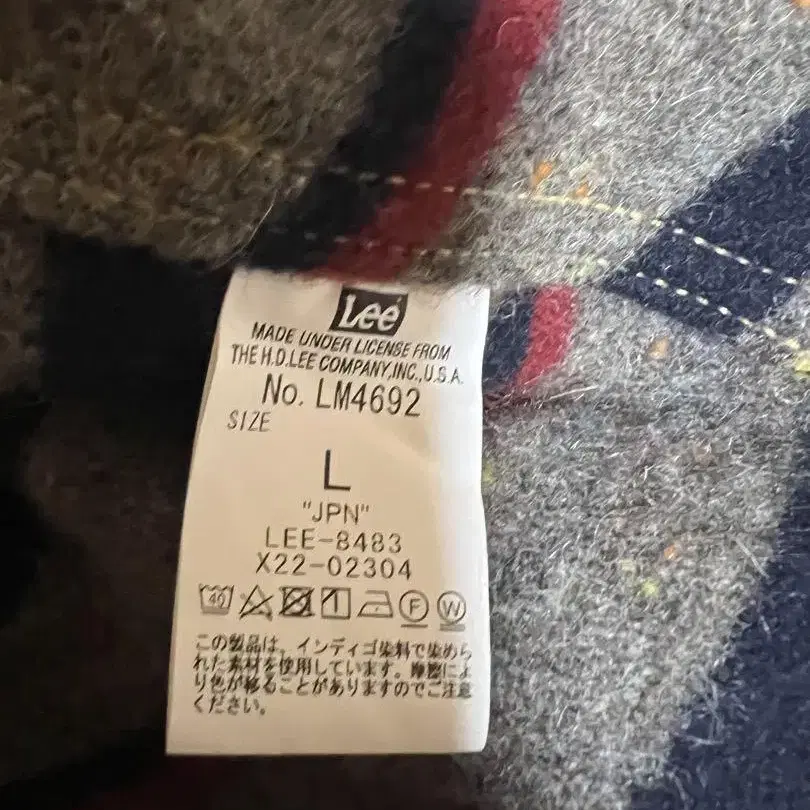 Lee
MADE UNDER LICENSE FROM
THE H.D.LEE COMPANY,INC.,U.S.A.
No. LM4692
SIZE
L
"JPN"
LEE-8483
X22-02304
40 F W
この製品は、インディゴ染料で染めら
れた素材を使用しています。摩擦によ
り色が移ることがありますのでご注意
ください。